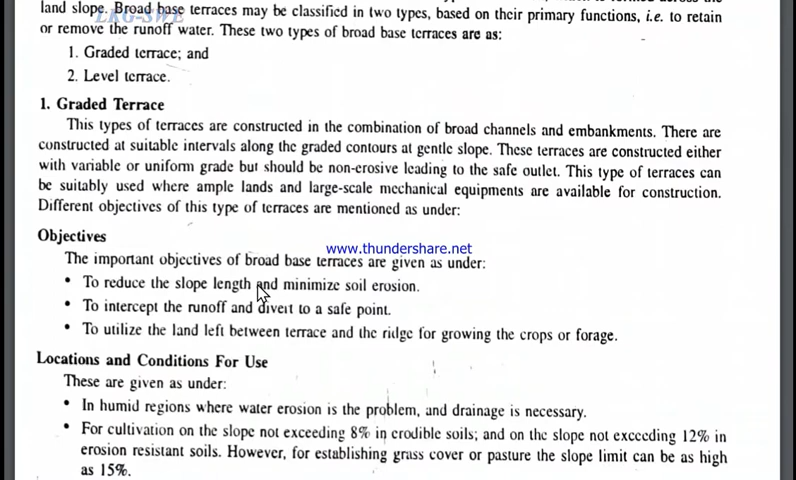 land slope. Broad base terraces may be classified in two types, based on their primary functions, i.e. to retain
LKG-SWE
or remove the runoff water. These two types of broad base terraces are as:
1. Graded terrace; and
2. Level terrace.
1. Graded Terrace
This types of terraces are constructed in the combination of broad channels and embankments. There are
constructed at suitable intervals along the graded contours at gentle slope. These terraces are constructed either
with variable or uniform grade but should be non-erosive leading to the safe outlet. This type of terraces can
be suitably used where ample lands and large-scale mechanical equipments are available for construction.
Different objectives of this type of terraces are mentioned as under:
Objectives
www.thundershare.net
The important objectives of broad base terraces are given as under:
• To reduce the slope length and minimize soil erosion.
• To intercept the runoff and divert to a safe point.
• To utilize the land left between terrace and the ridge for growing the crops or forage.
Locations and Conditions For Use
These are given as under:
• In humid regions where water erosion is the problem, and drainage is necessary.
• For cultivation on the slope not exceeding 8% in erodible soils; and on the slope not exceeding 12% in
erosion resistant soils. However, for establishing grass cover or pasture the slope limit can be as high
as 15%.